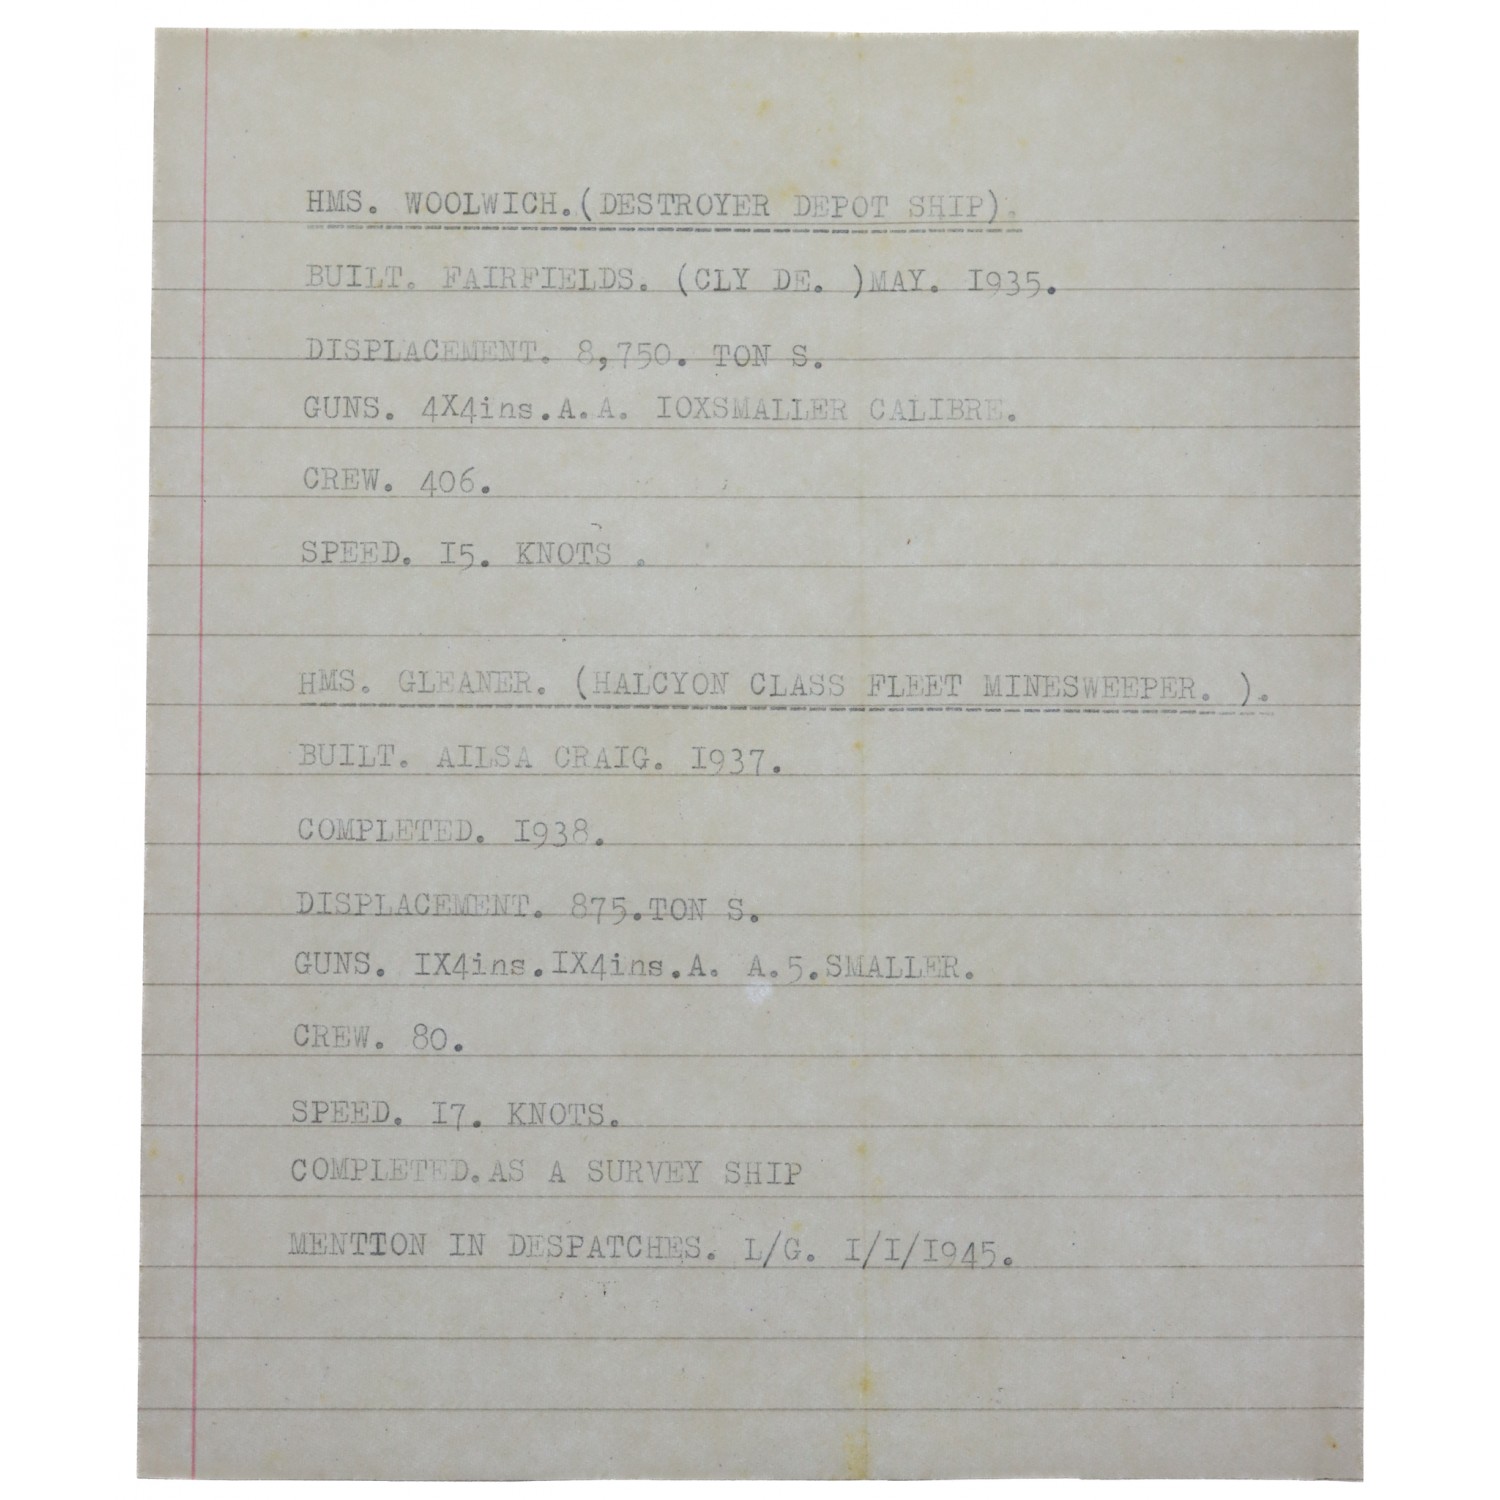 HMS. WOOLWICH.(DESTROYER DEPOT SHIP).
BUILT. FAIRFIELDS. (CLY DE. )MAY. I935.
DISPLACEMENT. 8,750. TON S.
GUNS. 4X4ins.A.A. IOXSMALLER CALIBRE.
CREW. 406.
SPEED. I5. KNOTS .
HMS. GLEANER. (HALCYON CLASS FLEET MINESWEEPER. ).
BUILT. AILSA CRAIG. I937.
COMPLETED. I938.
DISPLACEMENT. 875.TON S.
GUNS. IX4ins.IX4ins.A. A.5.SMALLER.
CREW. 80.
SPEED. I7. KNOTS.
COMPLETED.AS A SURVEY SHIP
MENTION IN DESPATCHES. L/G. I/I/I945.